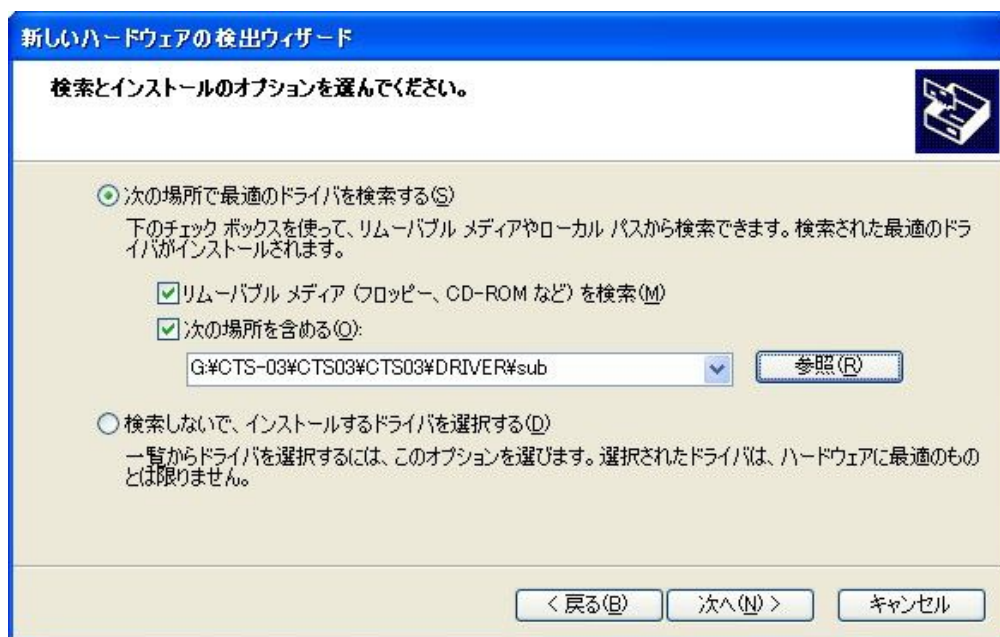 新しいハードウェアの検出ウィザード
検索とインストールのオプションを選んでください。
次の場所で最適のドライバを検索する(S)
下のチェック ボックスを使って、リムーバブル メディアやローカル パスから検索できます。検索された最適のドラ
イバがインストールされます。
リムーバブル メディア (フロッピー、CD-ROM など) を検索(M)
次の場所を含める(O):
G:¥CTS-03¥CTS03¥CTS03¥DRIVER¥sub
参照(R)
検索しないで、インストールするドライバを選択する(D)
一覧からドライバを選択するには、このオプションを選びます。選択されたドライバは、ハードウェアに最適のもの
とは限りません。
< 戻る(B) 次へ(N) > キャンセル